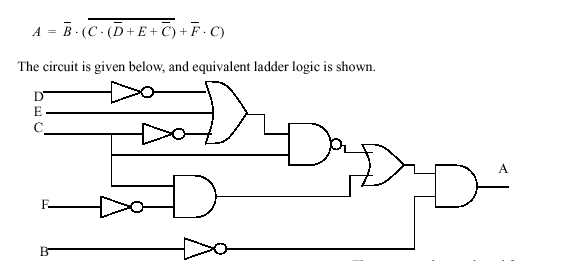 A = B̅ · (C̅ ̅·̅ ̅(̅D̅̅ ̅+̅ ̅E̅ ̅+̅ ̅C̅̅)̅ + F̅ · C)
The circuit is given below, and equivalent ladder logic is shown.
D
E
C
A
F
B